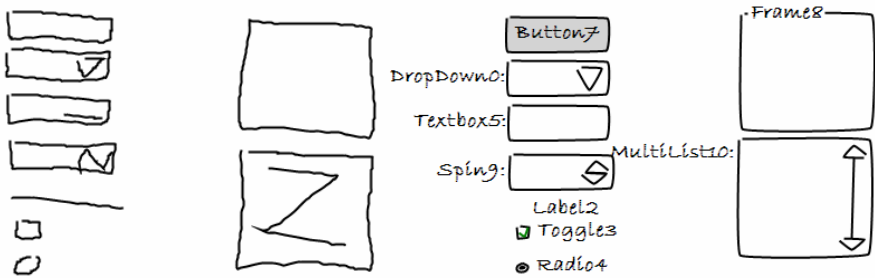 Button7
DropDown0:
Textbox5:
Spin9:
Label2
Toggle3
Radio4
Frame8
MultiList10: